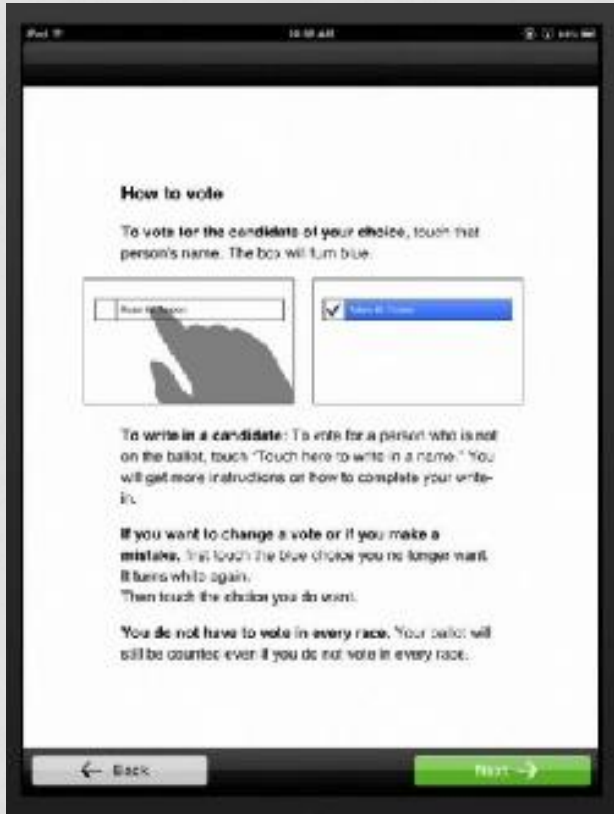 iPad
AM
How to vote
To vote for the candidate of your choice, touch that
person's name. The box will turn blue.
To write in a candidate: To vote for a person who is not
on the ballot, touch "Touch here to write in a name." You
will get more instructions on how to complete your write-
in.
If you want to change a vote or if you make a
mistake, first touch the blue choice you no longer want.
It turns white again.
Then touch the choice you do want.
You do not have to vote in every race. Your ballot will
still be counted even if you do not vote in every race.
Back
Next